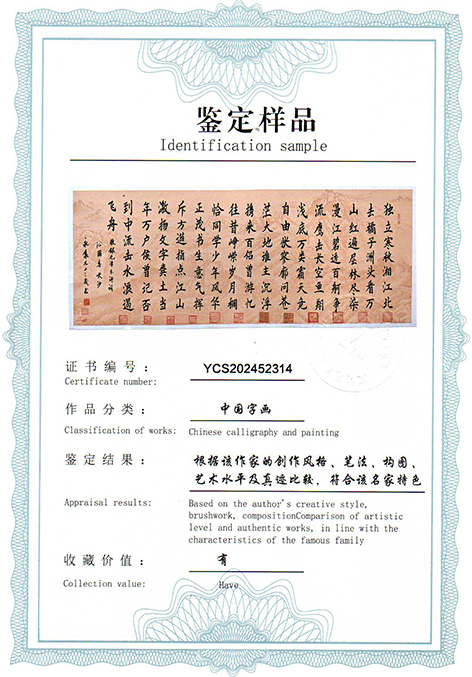 鉴定样品
Identification sample
独立寒秋湘江北
去橘子洲头看万
山红遍层林尽染
漫江碧透百舸争
流鹰击长空鱼翔
浅底万类霜天竞
自由怅寥廓问苍
茫大地谁主沉浮
携来百侣曾游忆
往昔峥嵘岁月稠
恰同学少年风华
正茂书生意气挥
斥方遒指点江山
激扬文字粪土当
年万户侯曾记否
到中流击水浪遏
飞舟
沁园春长沙
证书编号： YCS202452314
Certificate number:
作品分类： 中国字画
Classification of works: Chinese calligraphy and painting
鉴定结果： 根据该作家的创作风格、笔法、构图、
艺术水平及真迹比较，符合该名家特色
Appraisal results: Based on the author's creative style,
brushwork, compositionComparison of artistic
level and authentic works, in line with the
characteristics of the famous family
收藏价值： 有
Collection value: Have